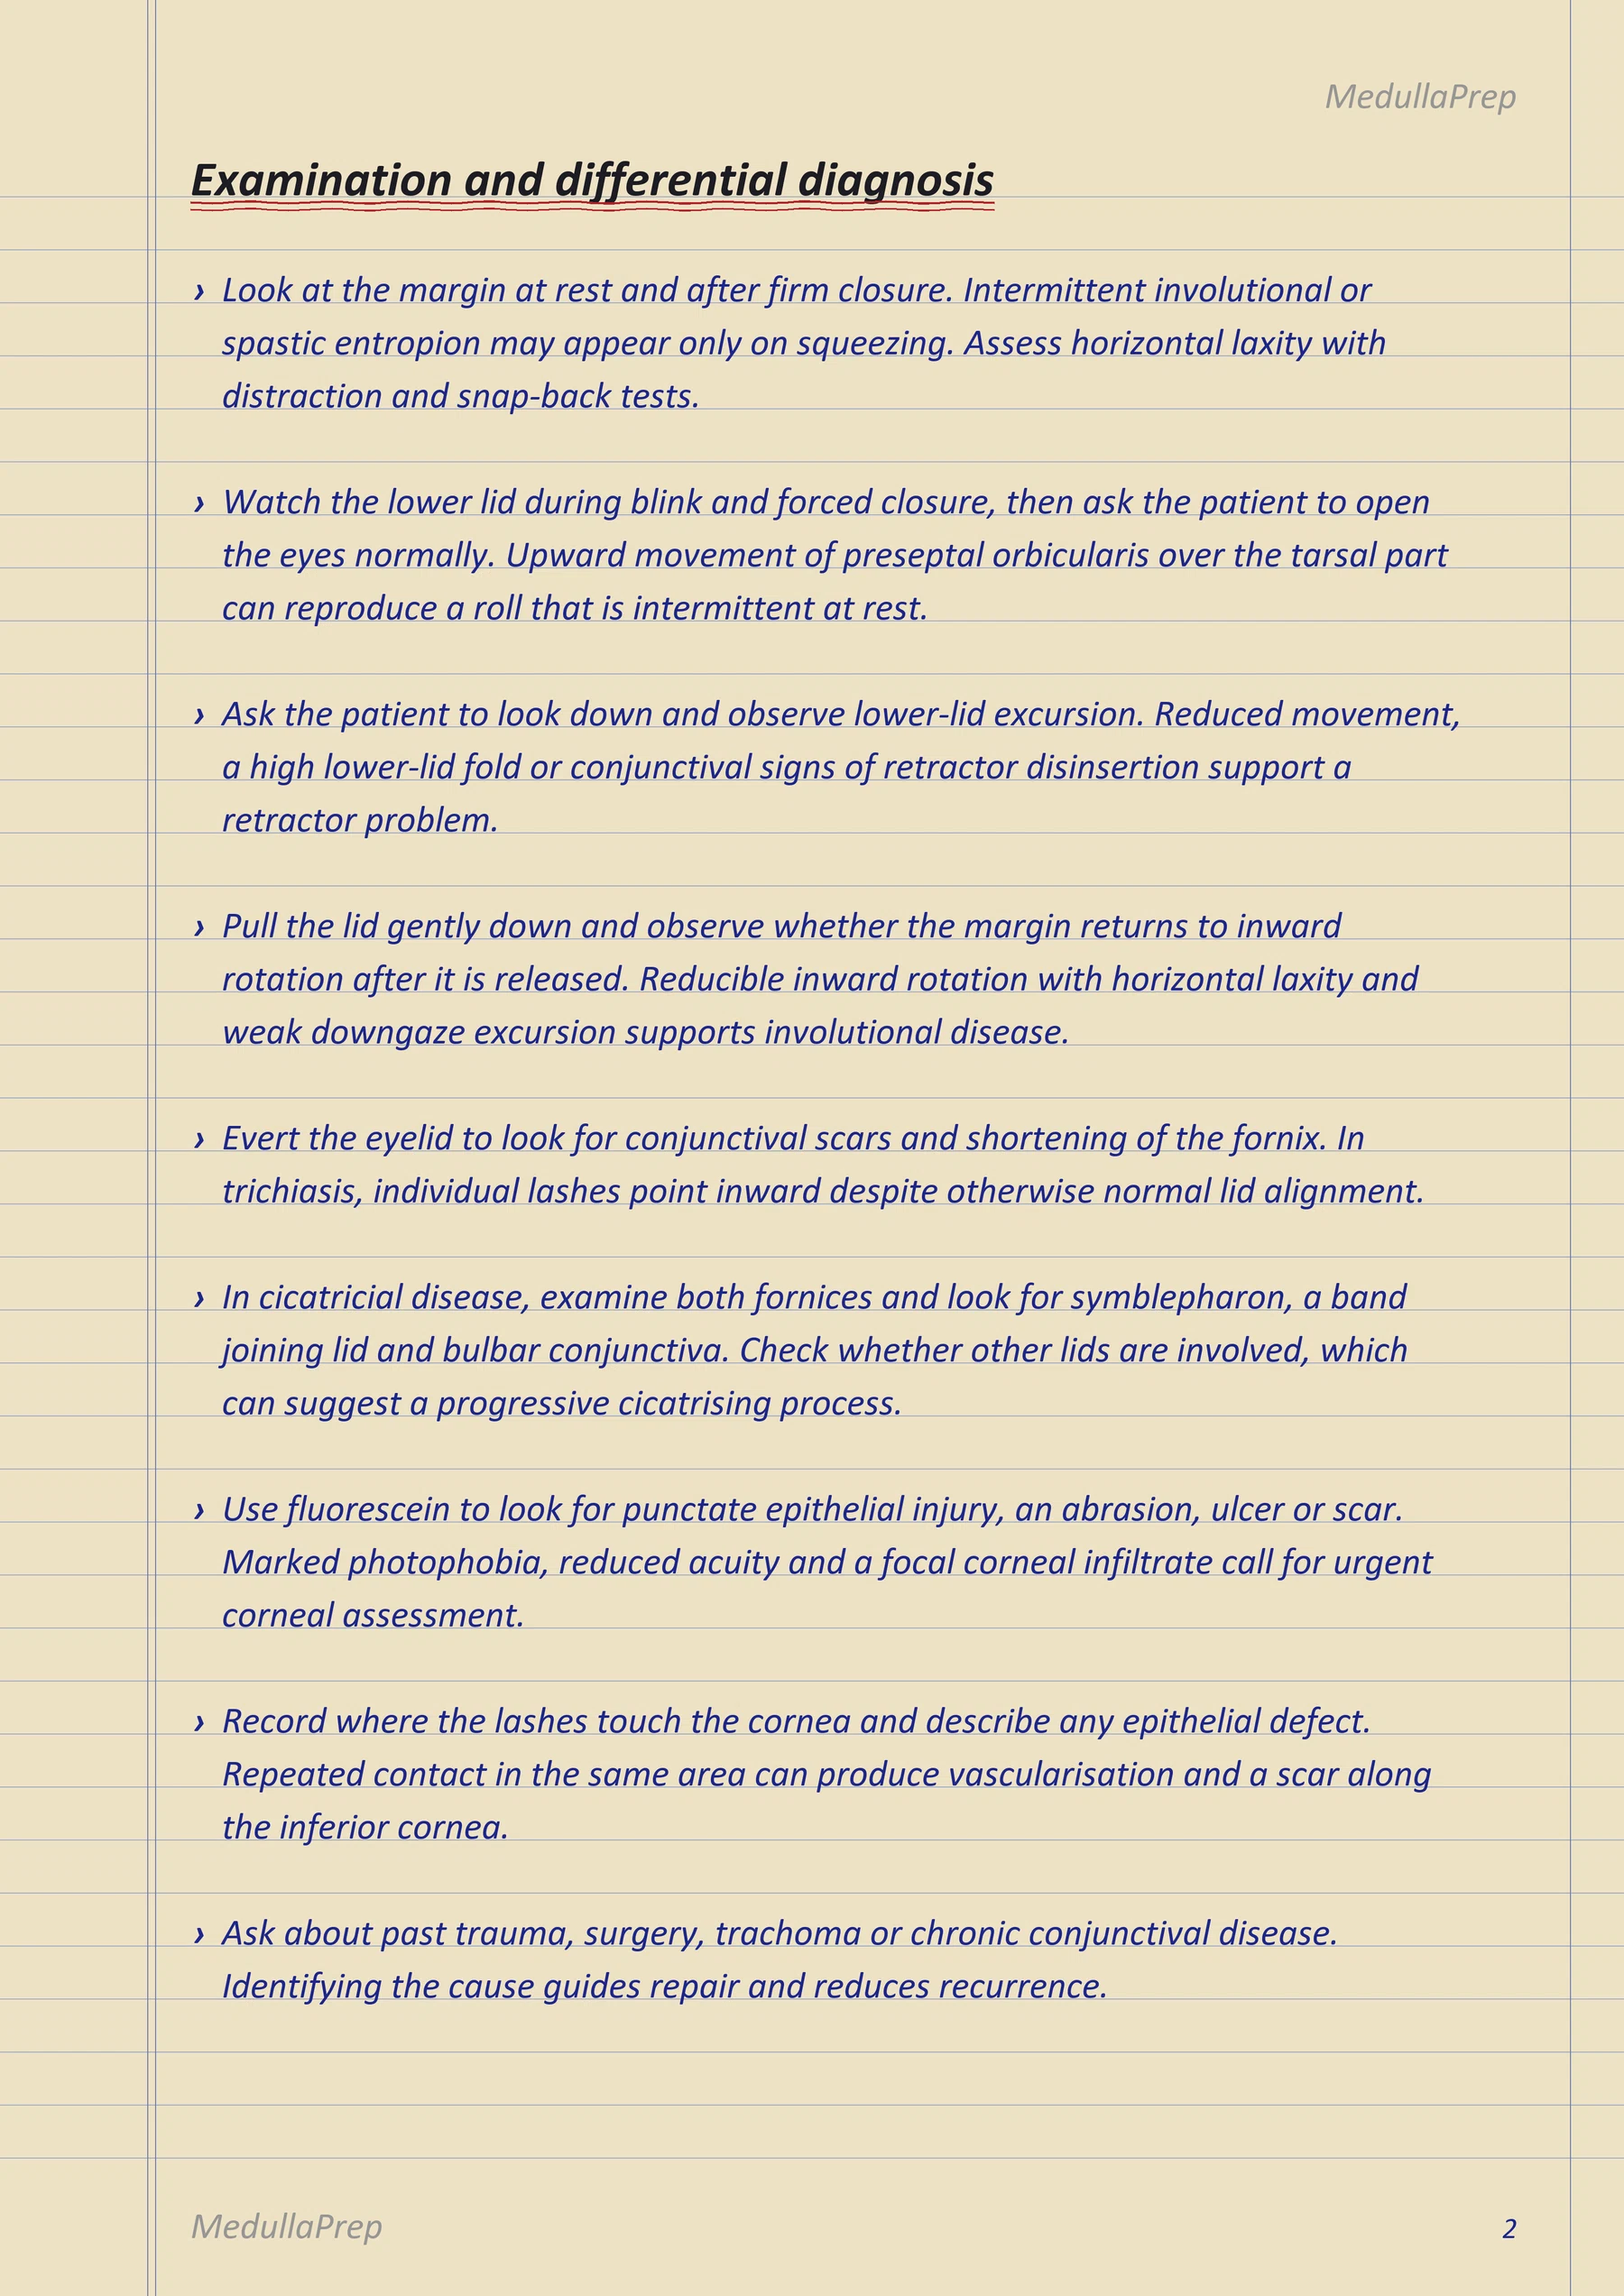 MedullaPrep
Examination and differential diagnosis
› Look at the margin at rest and after firm closure. Intermittent involutional or
spastic entropion may appear only on squeezing. Assess horizontal laxity with
distraction and snap-back tests.
› Watch the lower lid during blink and forced closure, then ask the patient to open
the eyes normally. Upward movement of preseptal orbicularis over the tarsal part
can reproduce a roll that is intermittent at rest.
› Ask the patient to look down and observe lower-lid excursion. Reduced movement,
a high lower-lid fold or conjunctival signs of retractor disinsertion support a
retractor problem.
› Pull the lid gently down and observe whether the margin returns to inward
rotation after it is released. Reducible inward rotation with horizontal laxity and
weak downgaze excursion supports involutional disease.
› Evert the eyelid to look for conjunctival scars and shortening of the fornix. In
trichiasis, individual lashes point inward despite otherwise normal lid alignment.
› In cicatricial disease, examine both fornices and look for symblepharon, a band
joining lid and bulbar conjunctiva. Check whether other lids are involved, which
can suggest a progressive cicatrising process.
› Use fluorescein to look for punctate epithelial injury, an abrasion, ulcer or scar.
Marked photophobia, reduced acuity and a focal corneal infiltrate call for urgent
corneal assessment.
› Record where the lashes touch the cornea and describe any epithelial defect.
Repeated contact in the same area can produce vascularisation and a scar along
the inferior cornea.
› Ask about past trauma, surgery, trachoma or chronic conjunctival disease.
Identifying the cause guides repair and reduces recurrence.
MedullaPrep
2